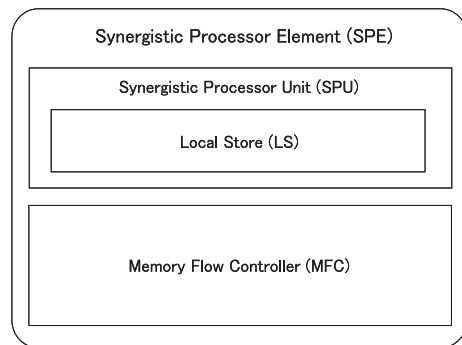 Synergistic Processor Element (SPE)
Synergistic Processor Unit (SPU)
Local Store (LS)
Memory Flow Controller (MFC)